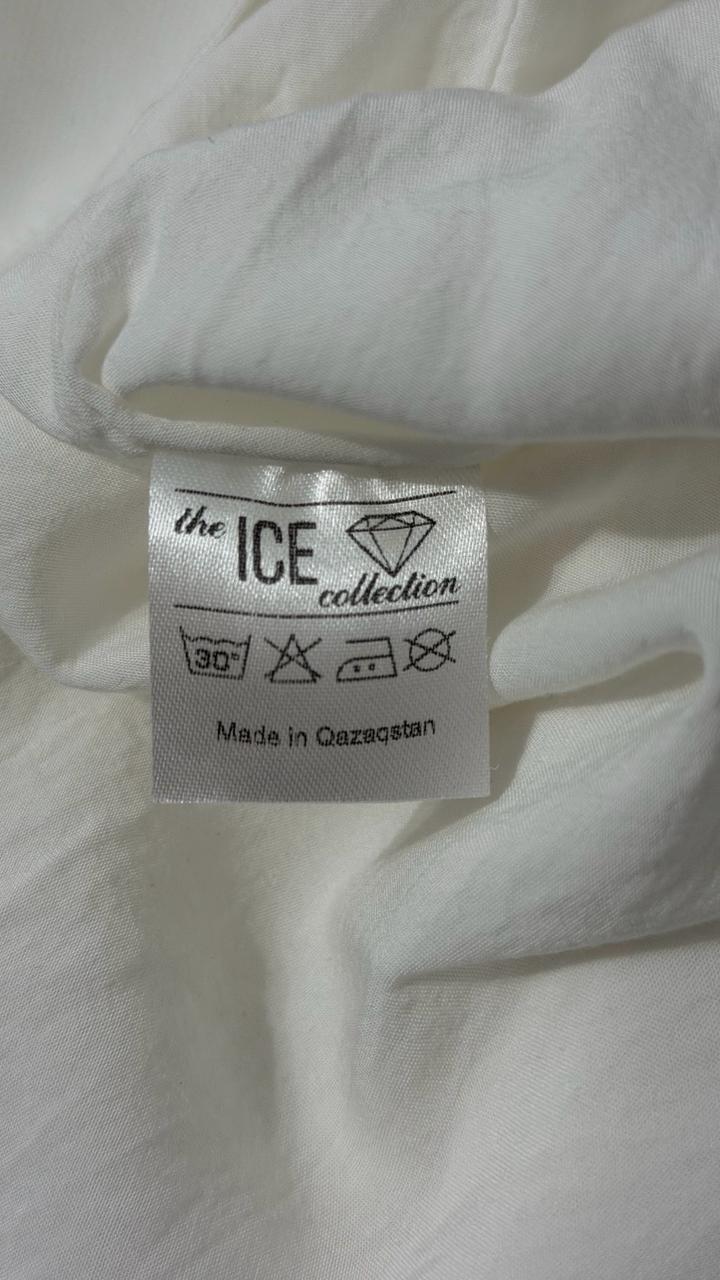 the ICE
collection
30°
Made in Qazaqstan